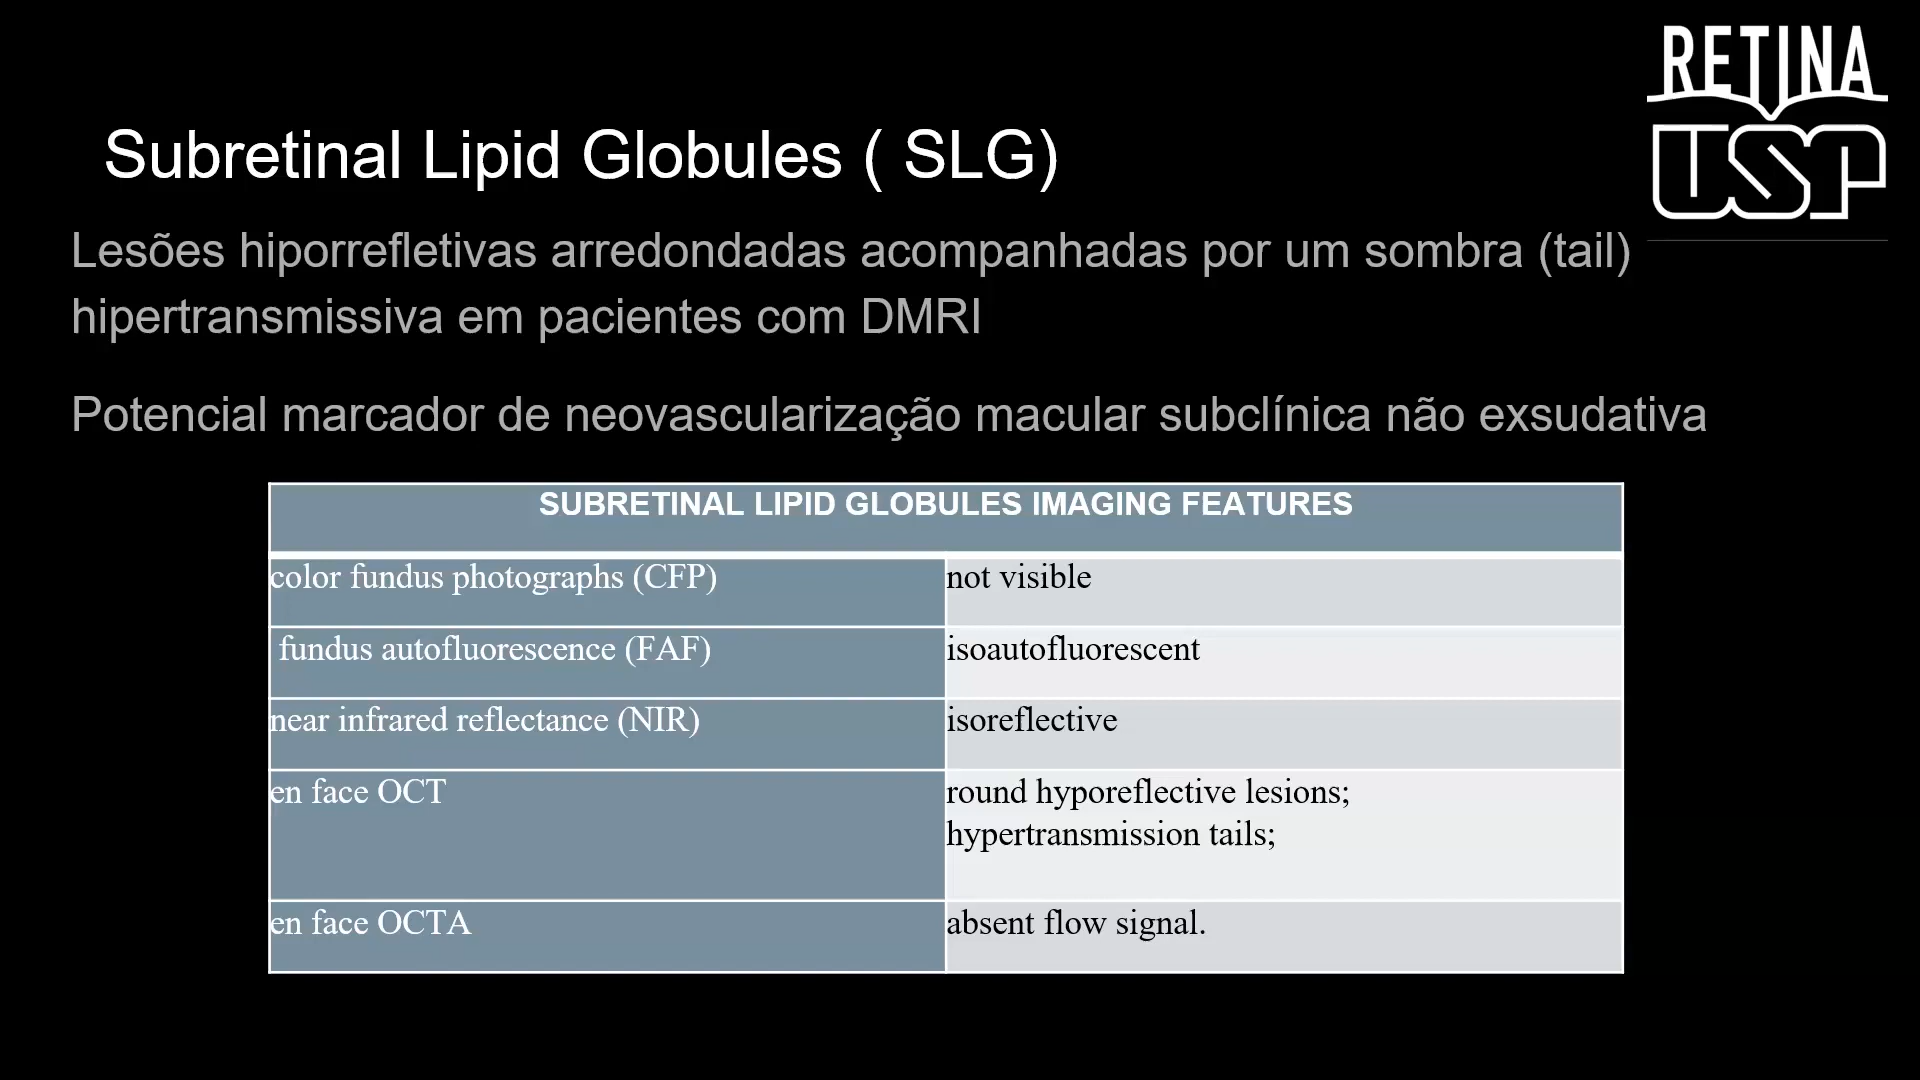 RETINA
USP
Subretinal Lipid Globules ( SLG)
Lesões hiporrefletivas arredondadas acompanhadas por um sombra (tail)
hipertransmissiva em pacientes com DMRI
Potencial marcador de neovascularização macular subclínica não exsudativa
SUBRETINAL LIPID GLOBULES IMAGING FEATURES
color fundus photographs (CFP) not visible
fundus autofluorescence (FAF) isoautofluorescent
near infrared reflectance (NIR) isoreflective
en face OCT round hyporeflective lesions;
hypertransmission tails;
en face OCTA absent flow signal.